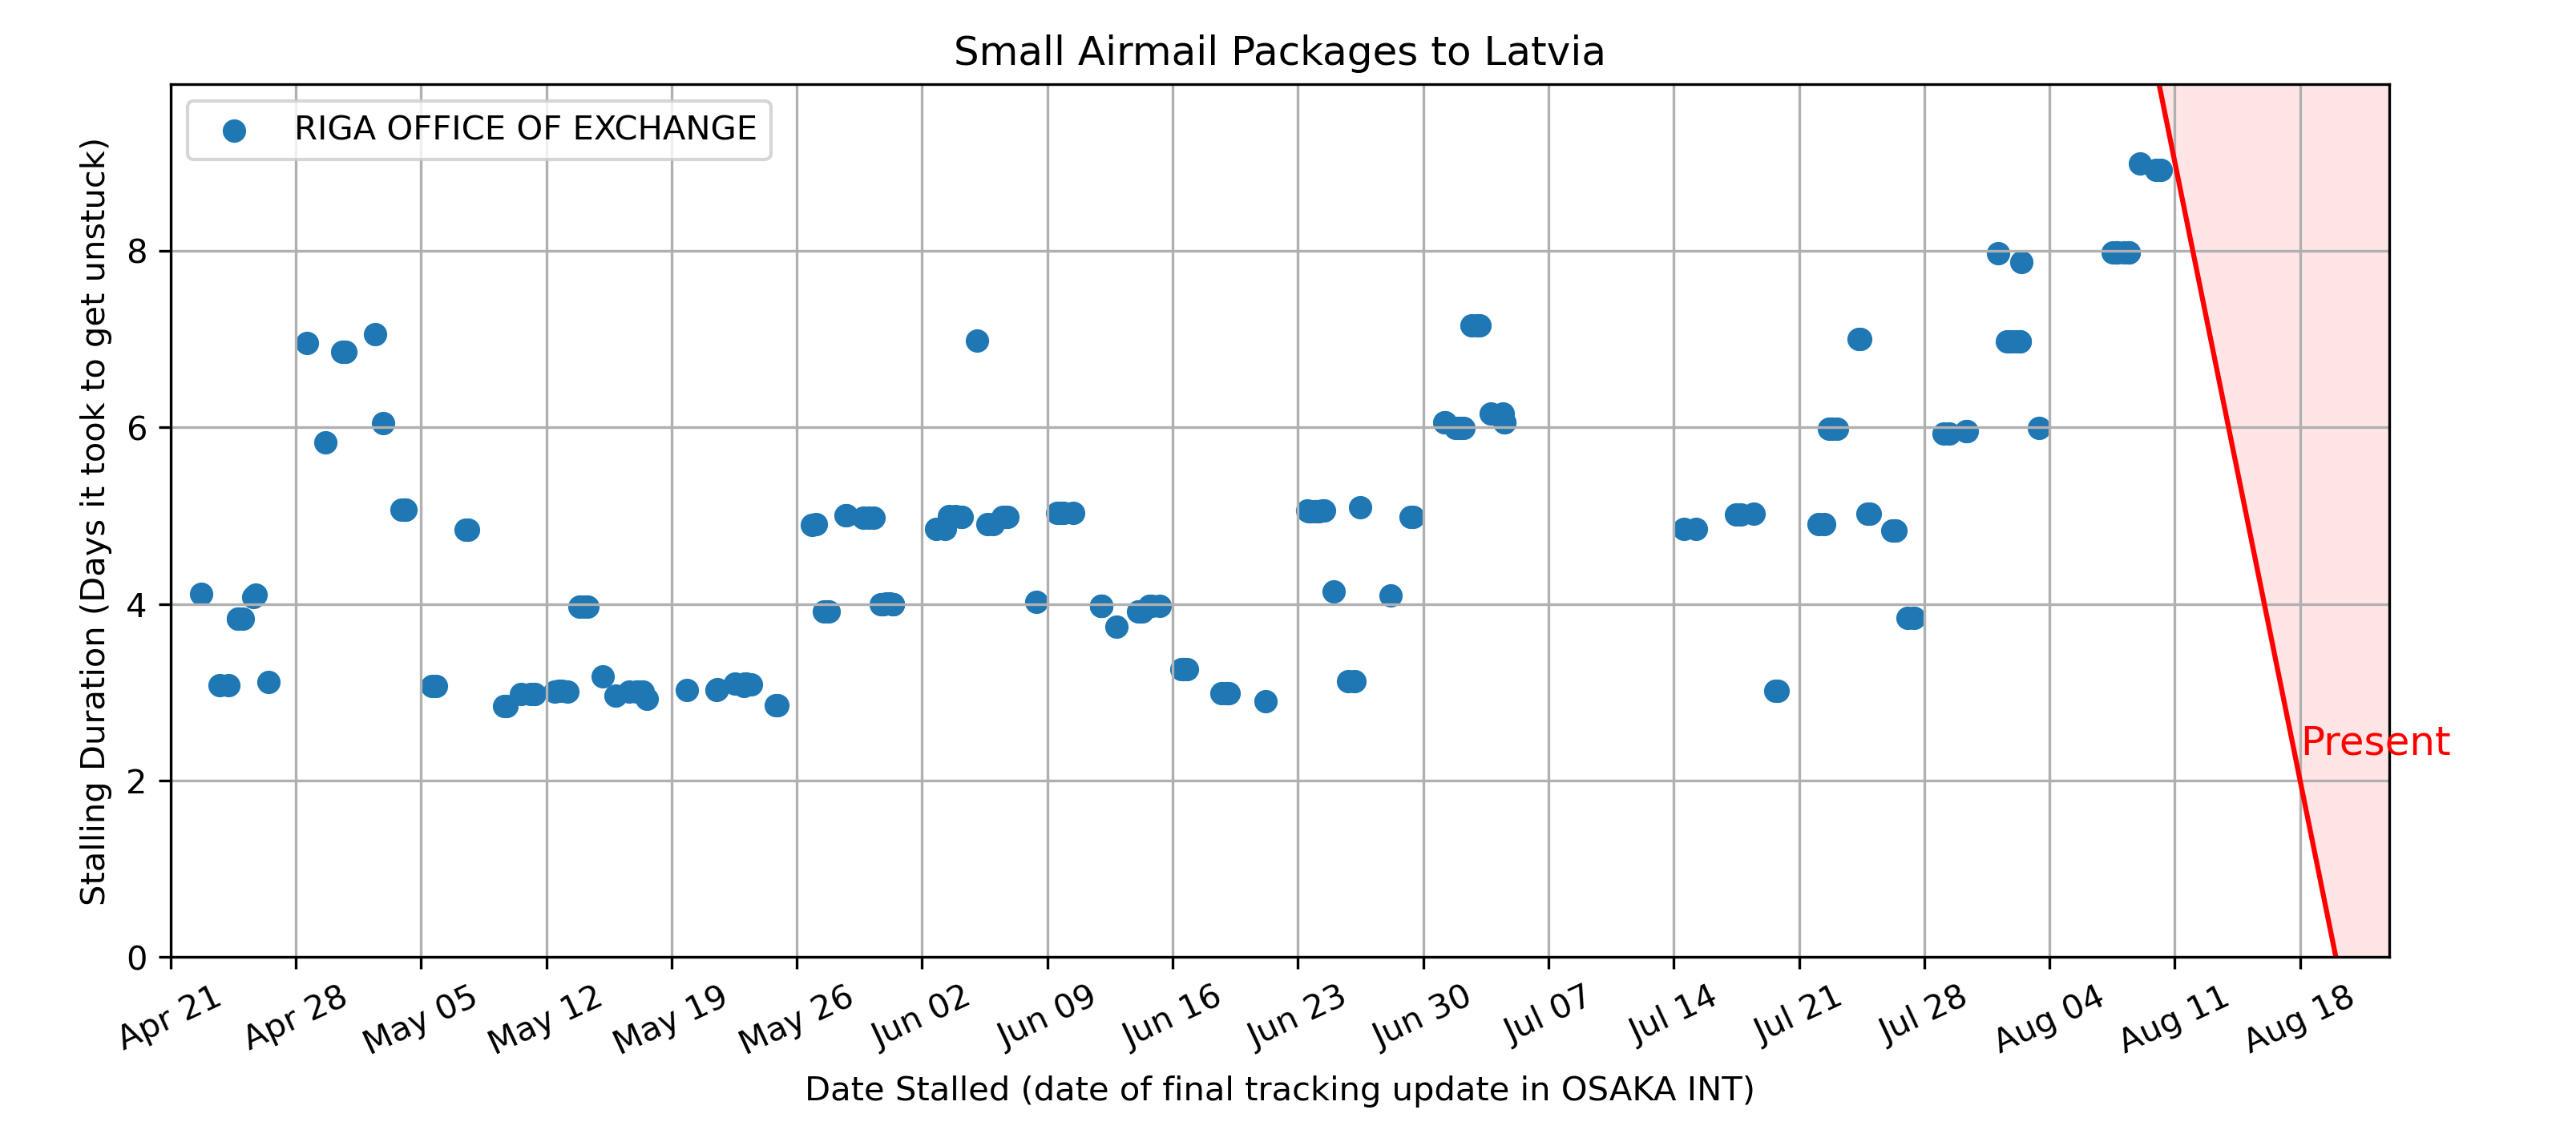 Small Airmail Packages to Latvia
RIGA OFFICE OF EXCHANGE
Stalling Duration (Days it took to get unstuck)
8
6
4
2
0
Present
Apr 21
Apr 28
May 05
May 12
May 19
May 26
Jun 02
Jun 09
Jun 16
Jun 23
Jun 30
Jul 07
Jul 14
Jul 21
Jul 28
Aug 04
Aug 11
Aug 18
Date Stalled (date of final tracking update in OSAKA INT)